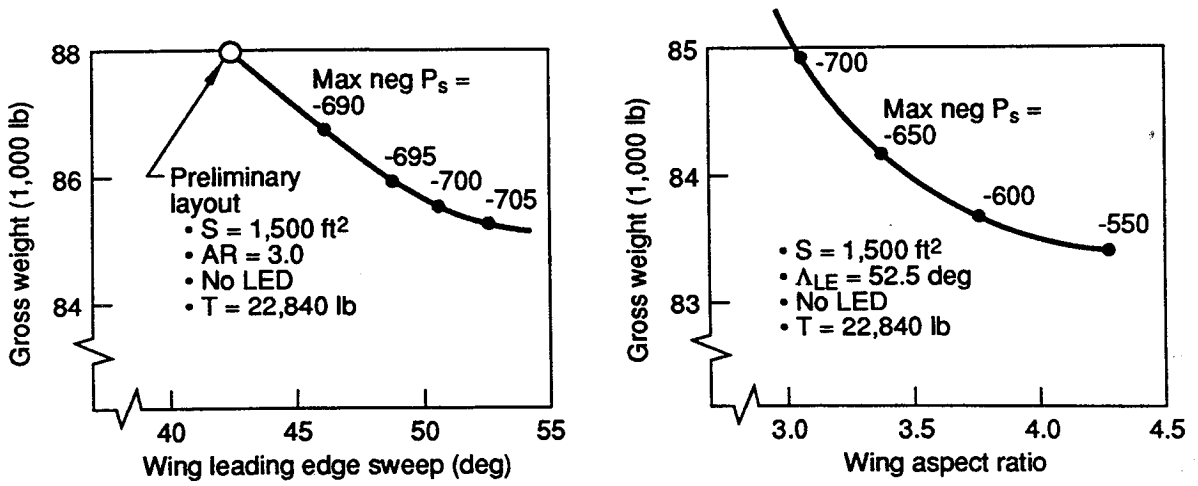 Gross weight (1,000 lb)
88
86
84
Max neg Ps =
-690
-695
-700
-705
Preliminary
layout
• S = 1,500 ft²
• AR = 3.0
• No LED
• T = 22,840 lb
40
45
50
55
Wing leading edge sweep (deg)
Gross weight (1,000 lb)
85
84
83
-700
Max neg Ps =
-650
-600
-550
• S = 1,500 ft²
• ΛLE = 52.5 deg
• No LED
• T = 22,840 lb
3.0
3.5
4.0
4.5
Wing aspect ratio